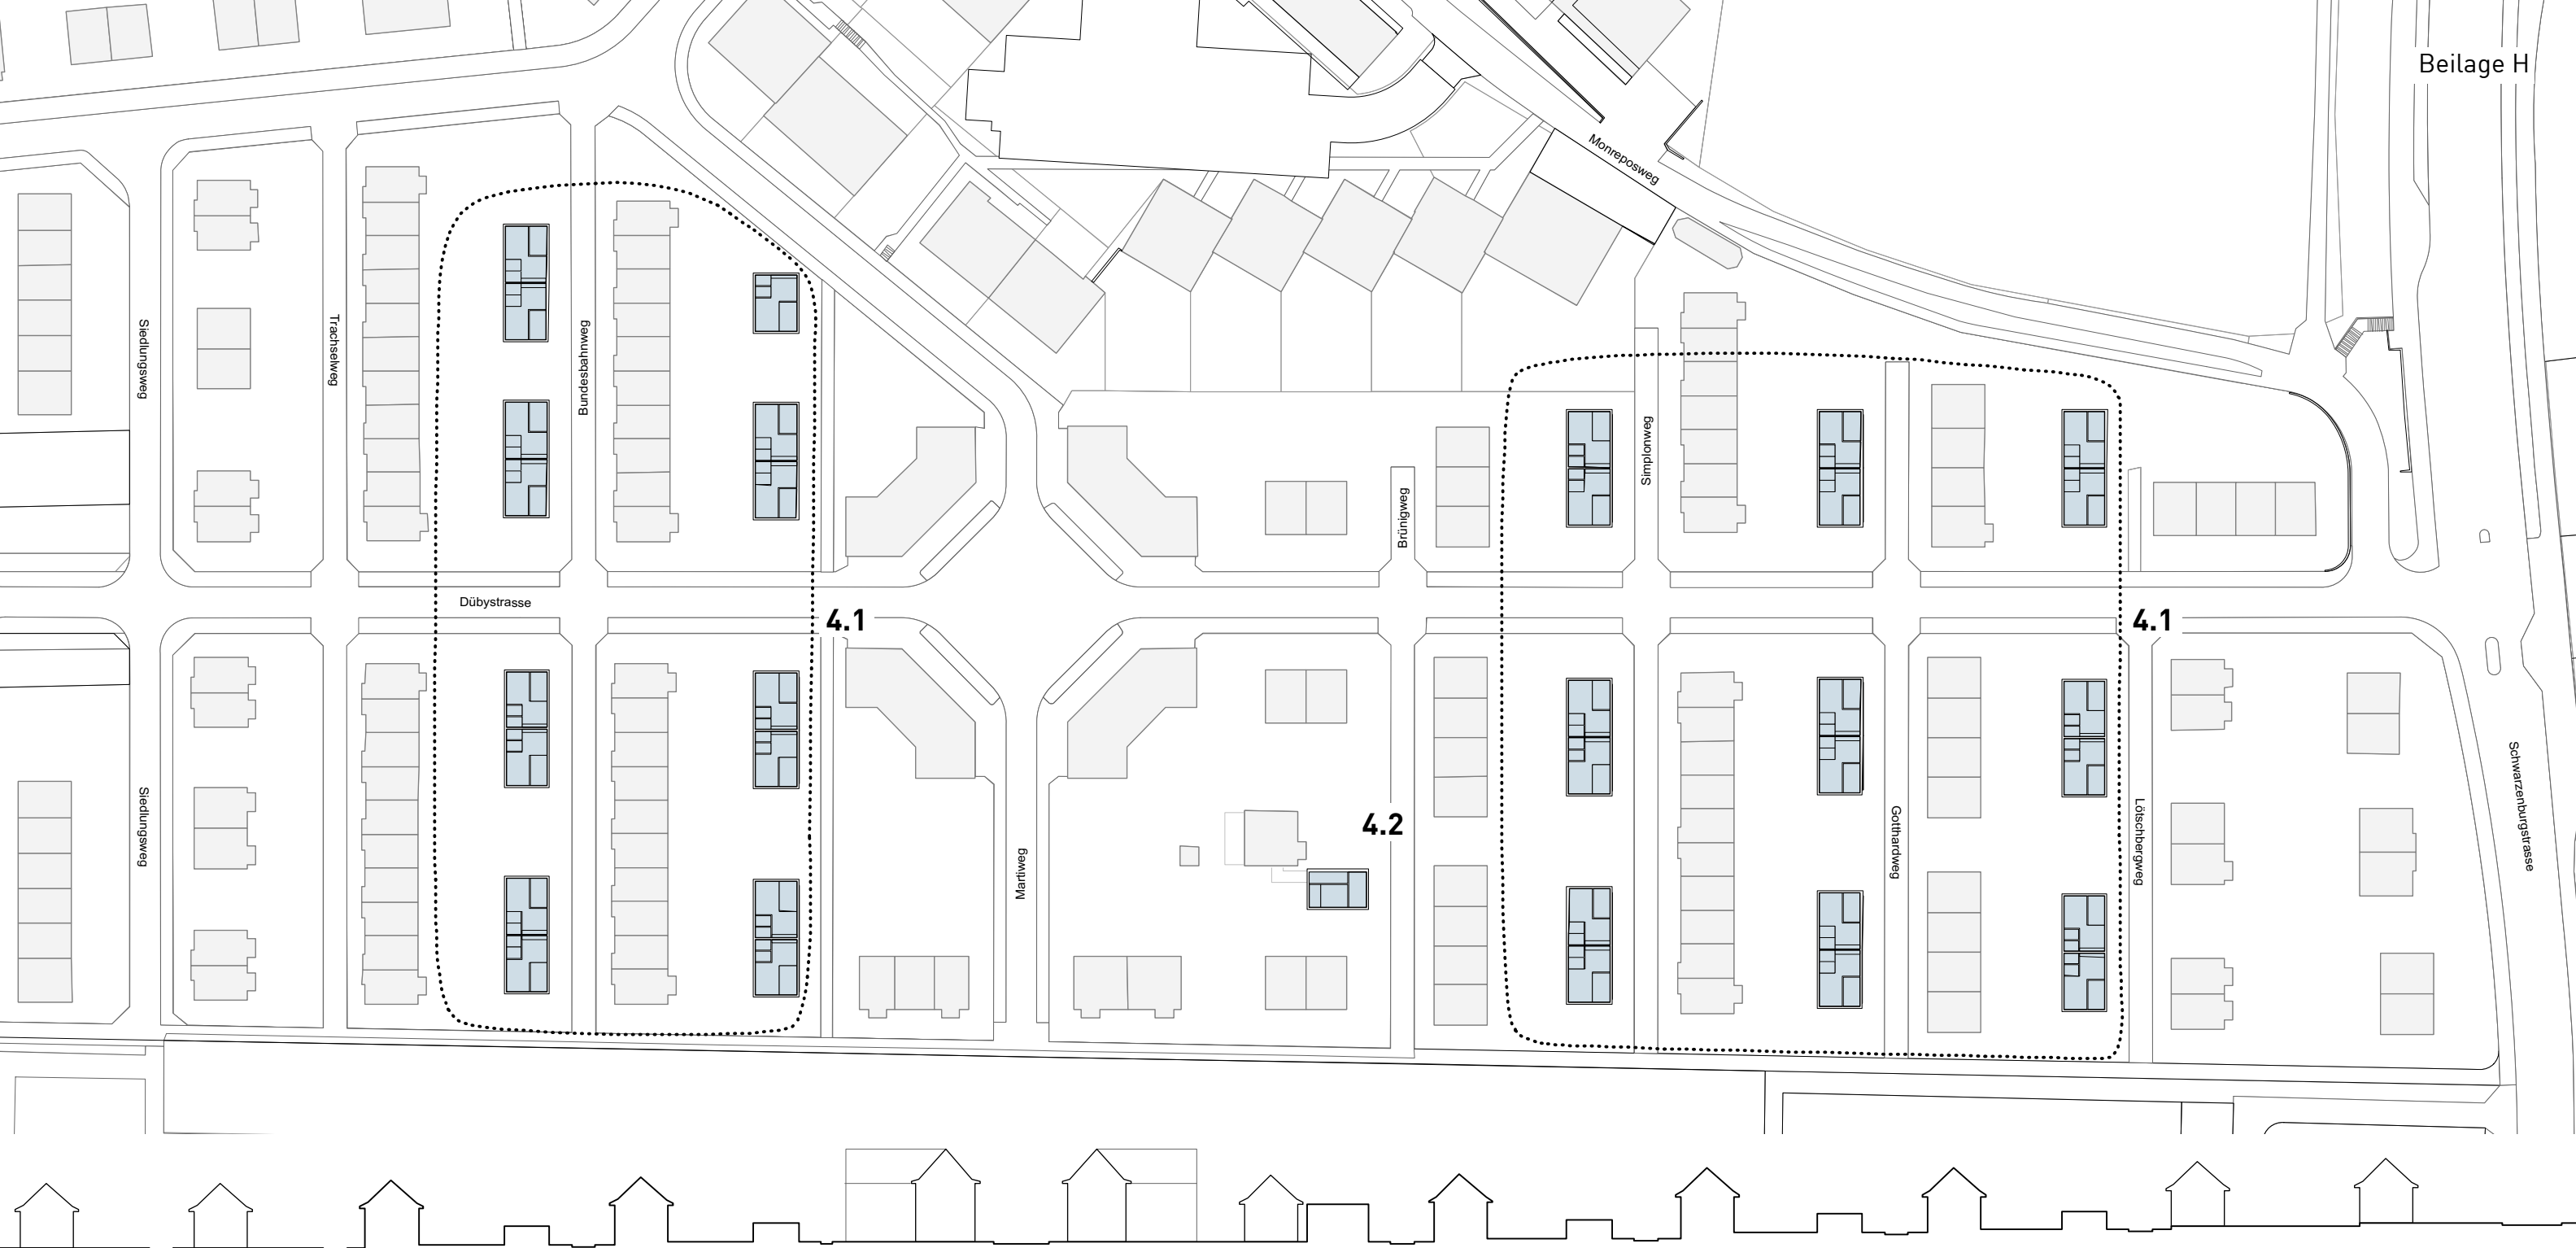 Beilage H
Monreposweg
Siedlungsweg
Trachselweg
Bundesbahnweg
Simplonweg
Brünigweg
Dübystrasse
4.1
4.1
Siedlungsweg
Martiweg
4.2
Gotthardweg
Lötschbergweg
Schwarzenburgstrasse